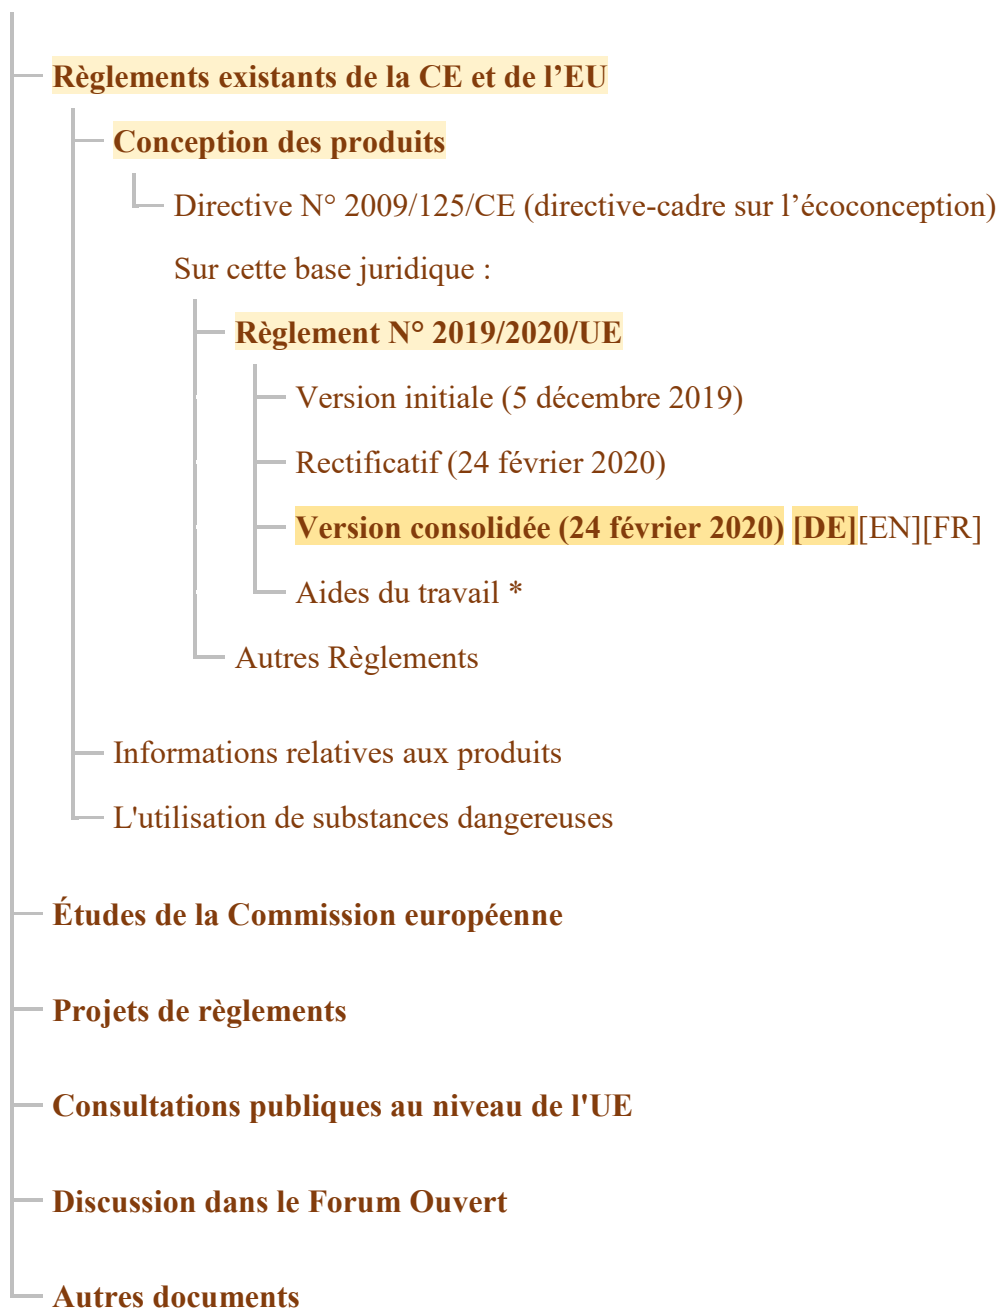 Règlements existants de la CE et de l’EU
Conception des produits
Directive N° 2009/125/CE (directive-cadre sur l’écoconception)
Sur cette base juridique :
Règlement N° 2019/2020/UE
Version initiale (5 décembre 2019)
Rectificatif (24 février 2020)
Version consolidée (24 février 2020) [DE][EN][FR]
Aides du travail *
Autres Règlements
Informations relatives aux produits
L'utilisation de substances dangereuses
Études de la Commission européenne
Projets de règlements
Consultations publiques au niveau de l'UE
Discussion dans le Forum Ouvert
Autres documents